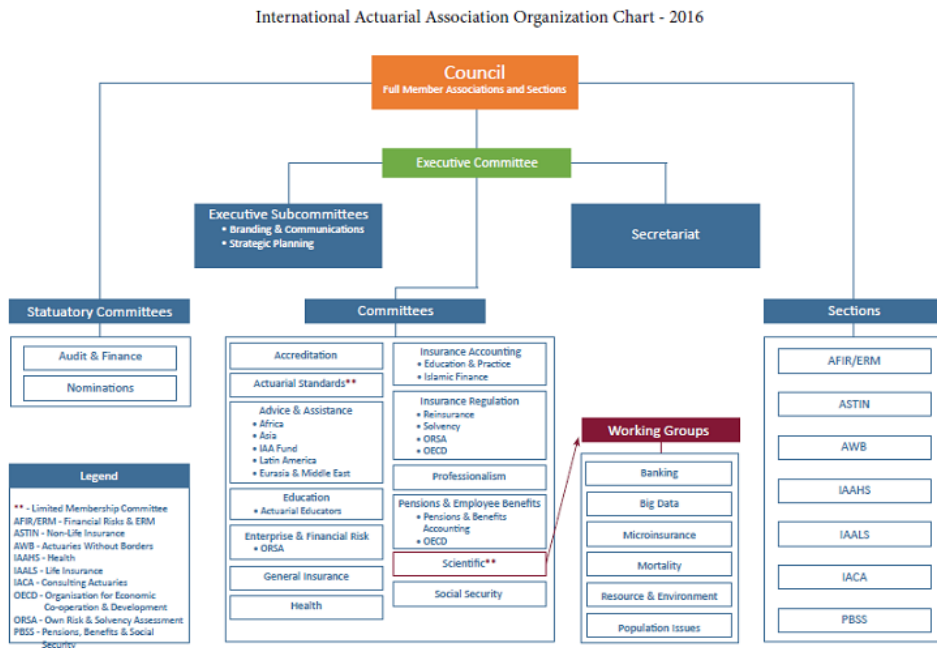 International Actuarial Association Organization Chart - 2016
Council
Full Member Associations and Sections
Executive Committee
Executive Subcommittees
• Branding & Communications
• Strategic Planning
Secretariat
Statuatory Committees
Audit & Finance
Nominations
Committees
Accreditation
Actuarial Standards**
Advice & Assistance
• Africa
• Asia
• IAA Fund
• Latin America
• Eurasia & Middle East
Education
• Actuarial Educators
Enterprise & Financial Risk
• ORSA
General Insurance
Health
Insurance Accounting
• Education & Practice
• Islamic Finance
Insurance Regulation
• Reinsurance
• Solvency
• ORSA
• OECD
Professionalism
Pensions & Employee Benefits
• Pensions & Benefits
Accounting
• OECD
Scientific**
Social Security
Working Groups
Banking
Big Data
Microinsurance
Mortality
Resource & Environment
Population Issues
Sections
AFIR/ERM
ASTIN
AWB
IAAHS
IAALS
IACA
PBSS
Legend
** - Limited Membership Committee
AFIR/ERM - Financial Risks & ERM
ASTIN - Non-Life Insurance
AWB - Actuaries Without Borders
IAAHS - Health
IAALS - Life Insurance
IACA - Consulting Actuaries
OECD - Organisation for Economic
Co-operation & Development
ORSA - Own Risk & Solvency Assessment
PBSS - Pensions, Benefits & Social
Security